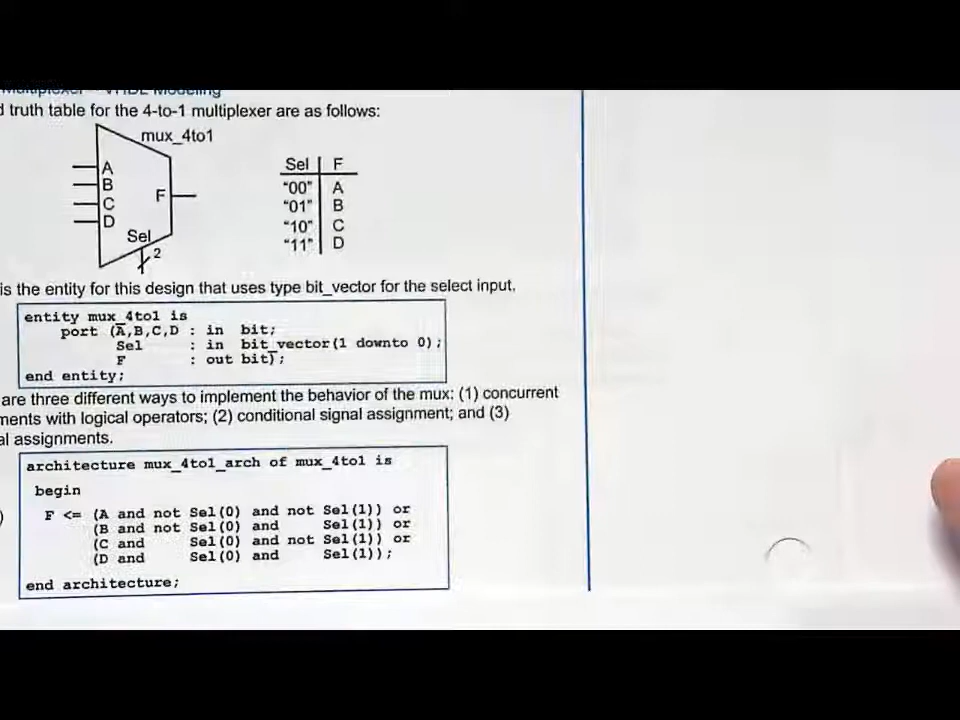 Multiplexer – VHDL Modeling
d truth table for the 4-to-1 multiplexer are as follows:
mux_4to1
A
B
C
D
F
Sel
2
Sel F
"00" A
"01" B
"10" C
"11" D
is the entity for this design that uses type bit_vector for the select input.
entity mux_4to1 is
port (A,B,C,D : in bit;
Sel : in bit_vector(1 downto 0);
F : out bit);
end entity;
are three different ways to implement the behavior of the mux: (1) concurrent
ments with logical operators; (2) conditional signal assignment; and (3)
al assignments.
architecture mux_4to1_arch of mux_4to1 is
begin
)
F <= (A and not Sel(0) and not Sel(1)) or
(B and not Sel(0) and Sel(1)) or
(C and Sel(0) and not Sel(1)) or
(D and Sel(0) and Sel(1));
end architecture;